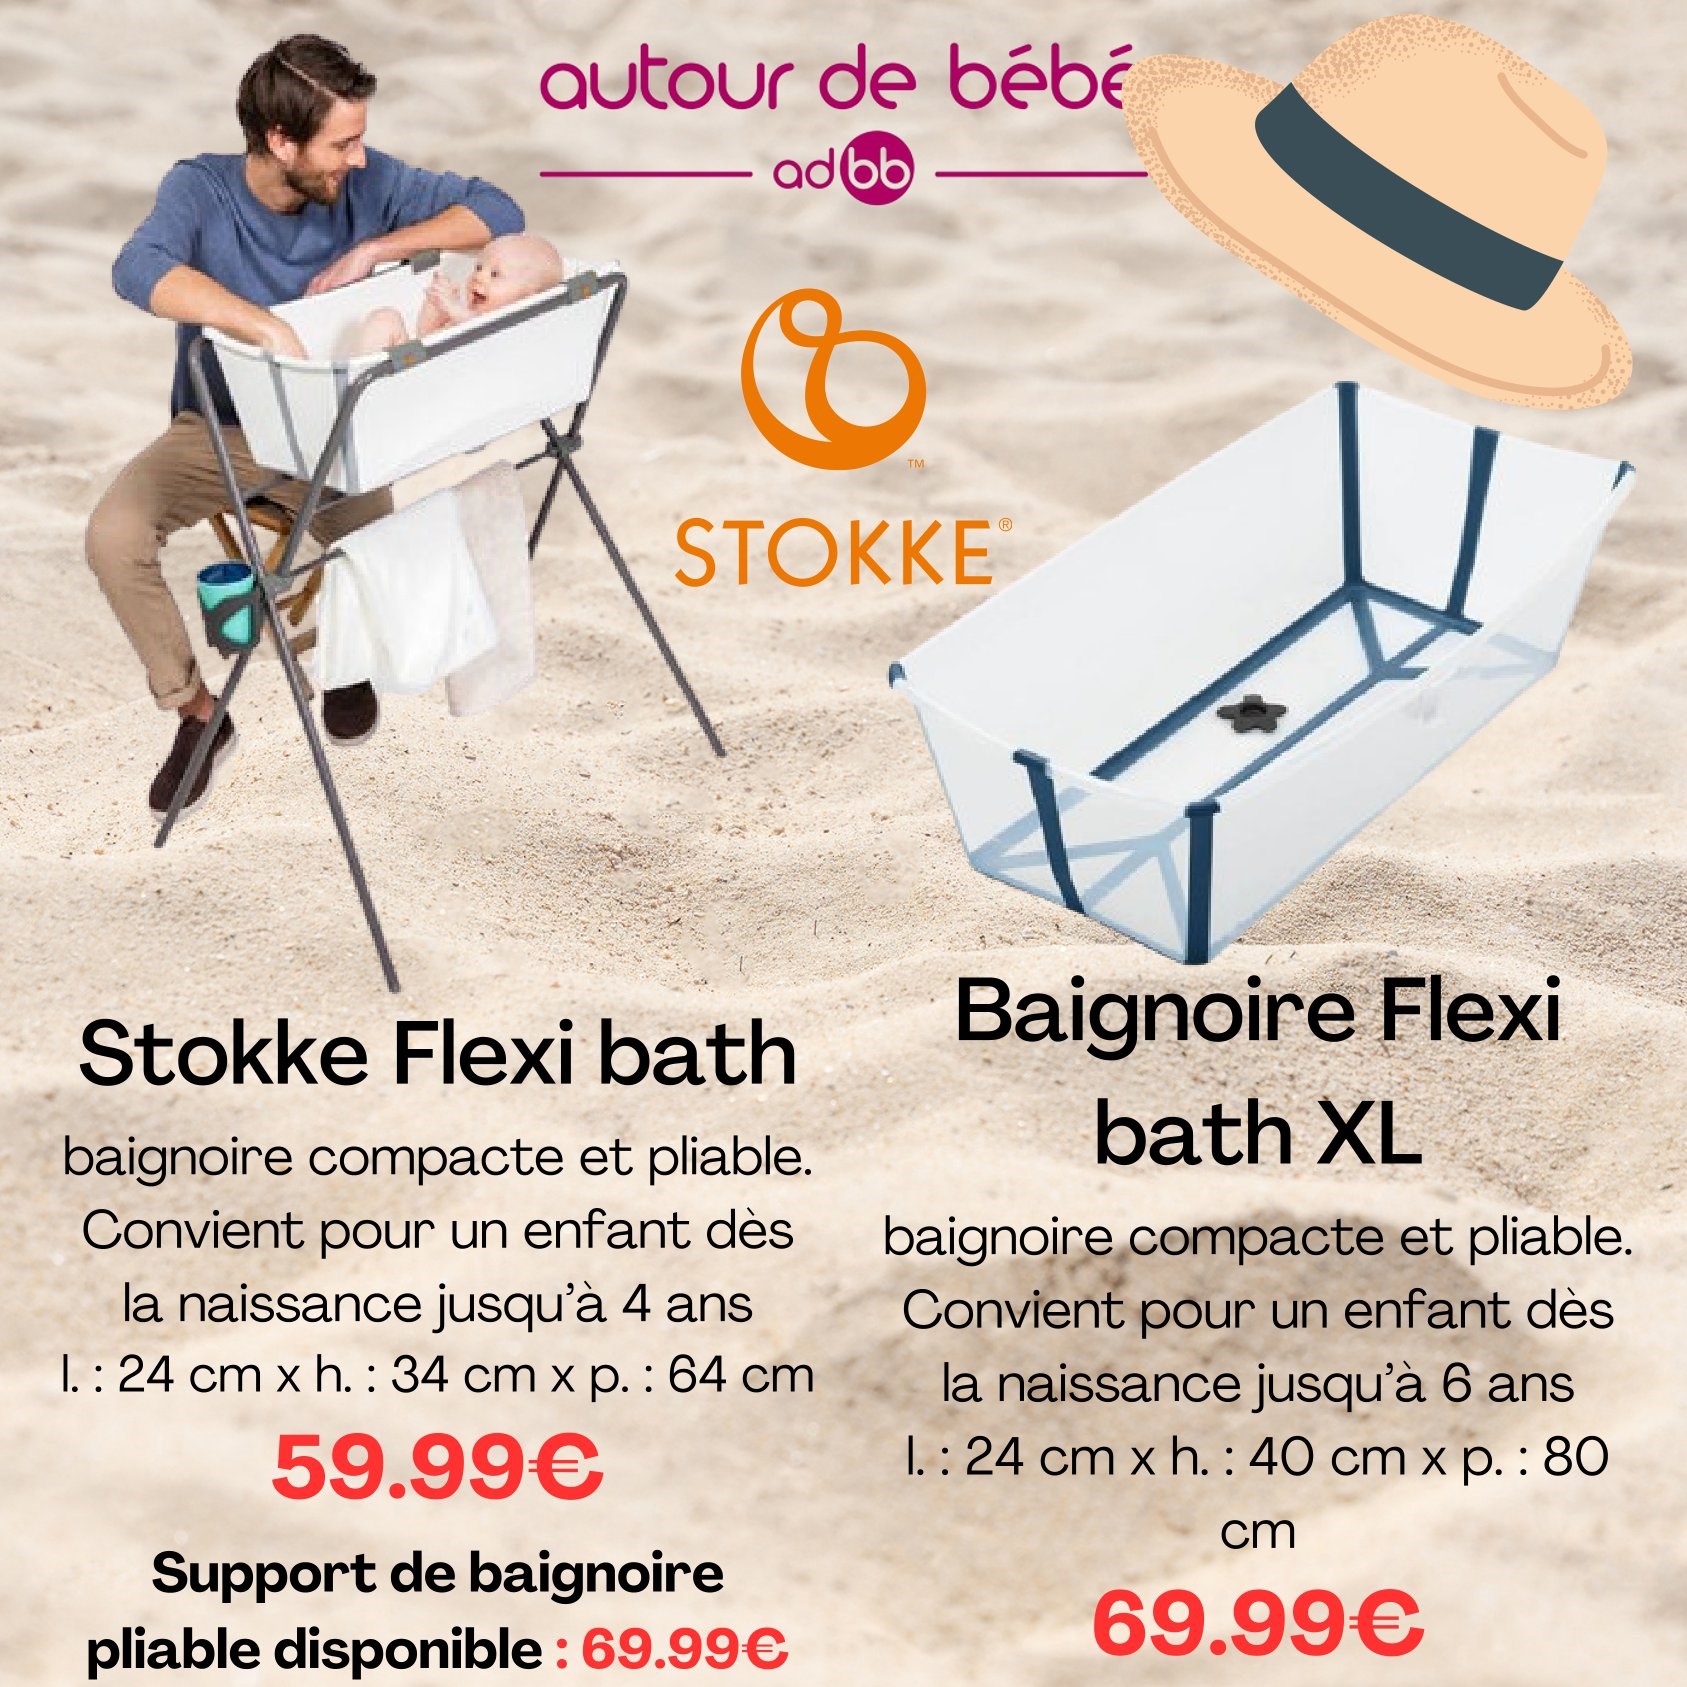 autour de bébé
adbb
TM
STOKKE®
Stokke Flexi bath
baignoire compacte et pliable.
Convient pour un enfant dès
la naissance jusqu'à 4 ans
l. : 24 cm x h. : 34 cm x p. : 64 cm
59.99€
Support de baignoire
pliable disponible : 69.99€
Baignoire Flexi
bath XL
baignoire compacte et pliable.
Convient pour un enfant dès
la naissance jusqu'à 6 ans
l. : 24 cm x h. : 40 cm x p. : 80
cm
69.99€